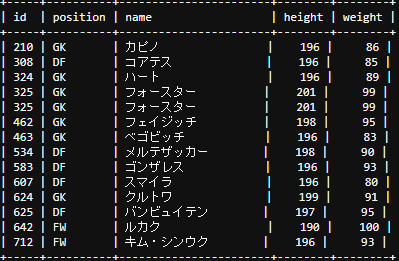 | id | position | name | height | weight |
| 210 | GK | カピノ | 196 | 86 |
| 308 | DF | コアテス | 196 | 85 |
| 324 | GK | ハート | 196 | 89 |
| 325 | GK | フォースター | 201 | 99 |
| 325 | GK | フォースター | 201 | 99 |
| 462 | GK | フェイジッチ | 198 | 95 |
| 463 | GK | ベゴビッチ | 196 | 83 |
| 534 | DF | メルテザッカー | 198 | 90 |
| 583 | DF | ゴンザレス | 196 | 93 |
| 607 | DF | スマイラ | 196 | 80 |
| 624 | GK | クルトワ | 199 | 91 |
| 625 | DF | バンビュイテン | 197 | 95 |
| 642 | FW | ルカク | 190 | 100 |
| 712 | FW | キム・シンウク | 196 | 93 |